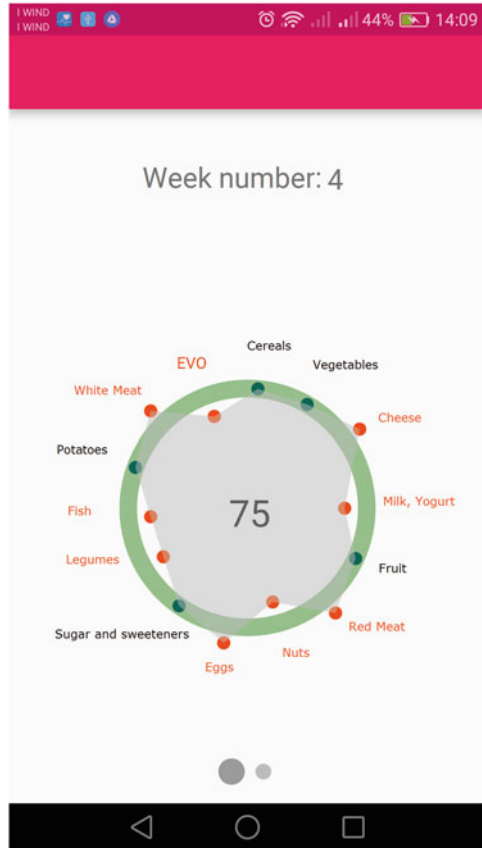 I WIND
I WIND
44% 14:09
Week number: 4
Cereals
EVO
Vegetables
White Meat
Cheese
Potatoes
75
Milk, Yogurt
Fish
Legumes
Fruit
Red Meat
Sugar and sweeteners
Nuts
Eggs